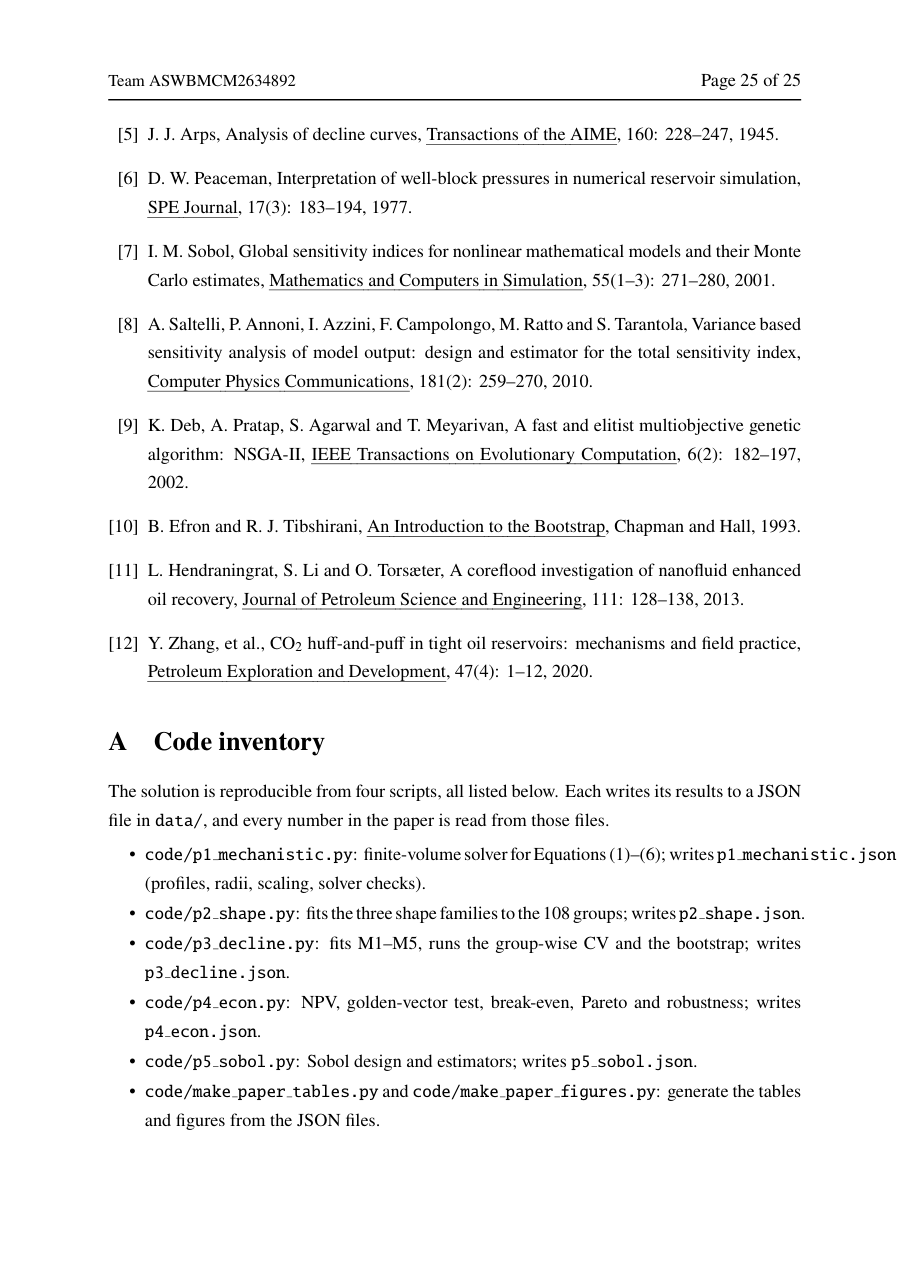 Team ASWBMCM2634892 Page 25 of 25
[5] J. J. Arps, Analysis of decline curves, Transactions of the AIME, 160: 228–247, 1945.
[6] D. W. Peaceman, Interpretation of well-block pressures in numerical reservoir simulation,
SPE Journal, 17(3): 183–194, 1977.
[7] I. M. Sobol, Global sensitivity indices for nonlinear mathematical models and their Monte
Carlo estimates, Mathematics and Computers in Simulation, 55(1–3): 271–280, 2001.
[8] A. Saltelli, P. Annoni, I. Azzini, F. Campolongo, M. Ratto and S. Tarantola, Variance based
sensitivity analysis of model output: design and estimator for the total sensitivity index,
Computer Physics Communications, 181(2): 259–270, 2010.
[9] K. Deb, A. Pratap, S. Agarwal and T. Meyarivan, A fast and elitist multiobjective genetic
algorithm: NSGA-II, IEEE Transactions on Evolutionary Computation, 6(2): 182–197,
2002.
[10] B. Efron and R. J. Tibshirani, An Introduction to the Bootstrap, Chapman and Hall, 1993.
[11] L. Hendraningrat, S. Li and O. Torsæter, A coreflood investigation of nanofluid enhanced
oil recovery, Journal of Petroleum Science and Engineering, 111: 128–138, 2013.
[12] Y. Zhang, et al., CO2 huff-and-puff in tight oil reservoirs: mechanisms and field practice,
Petroleum Exploration and Development, 47(4): 1–12, 2020.
A Code inventory
The solution is reproducible from four scripts, all listed below. Each writes its results to a JSON
file in data/, and every number in the paper is read from those files.
• code/p1_mechanistic.py: finite-volume solver for Equations (1)–(6); writes p1_mechanistic.json
(profiles, radii, scaling, solver checks).
• code/p2_shape.py: fits the three shape families to the 108 groups; writes p2_shape.json.
• code/p3_decline.py: fits M1–M5, runs the group-wise CV and the bootstrap; writes
p3_decline.json.
• code/p4_econ.py: NPV, golden-vector test, break-even, Pareto and robustness; writes
p4_econ.json.
• code/p5_sobol.py: Sobol design and estimators; writes p5_sobol.json.
• code/make_paper_tables.py and code/make_paper_figures.py: generate the tables
and figures from the JSON files.